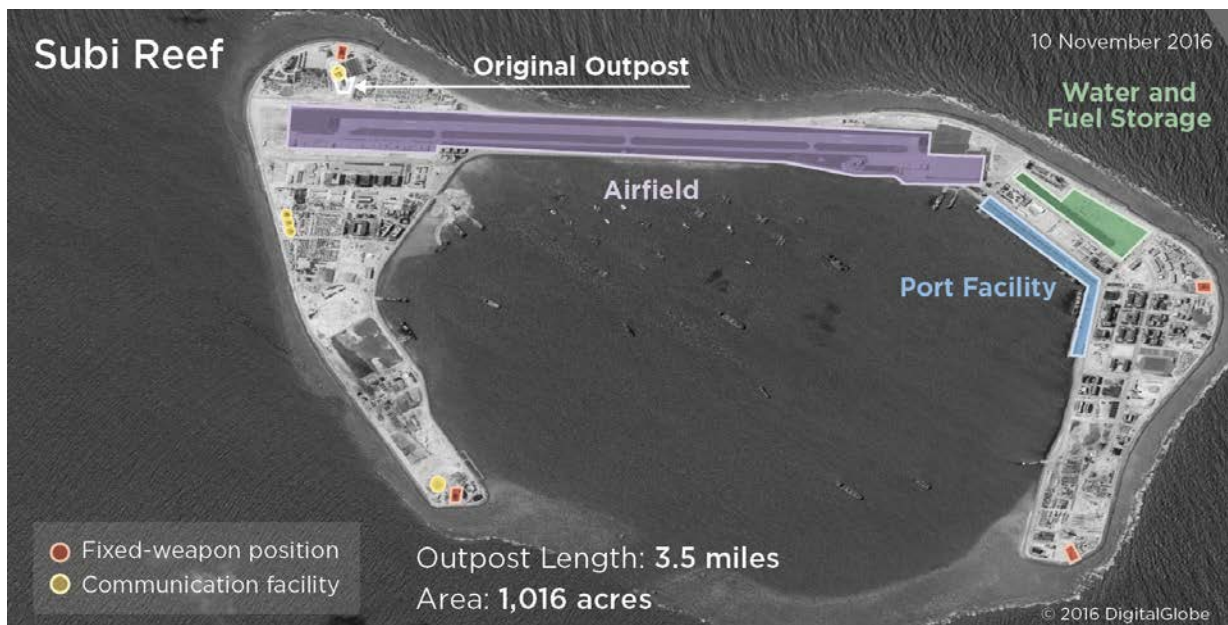 Subi Reef
10 November 2016
Original Outpost
Water and
Fuel Storage
Airfield
Port Facility
Fixed-weapon position
Communication facility
Outpost Length: 3.5 miles
Area: 1,016 acres
© 2016 DigitalGlobe